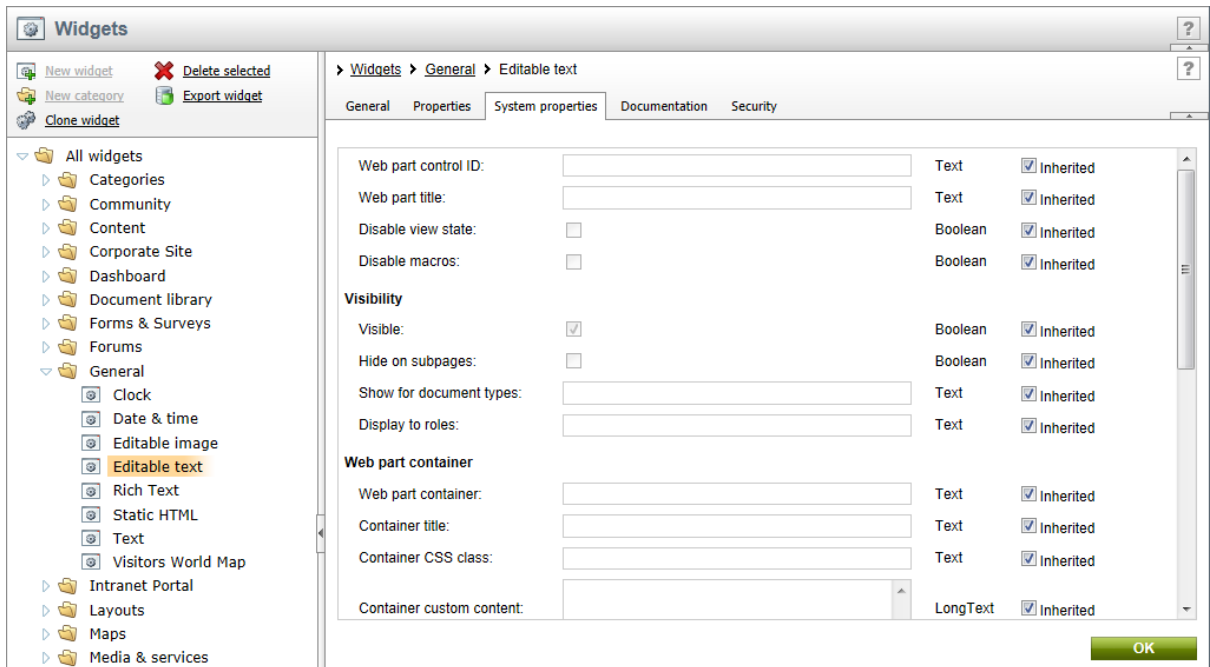 Widgets
?
New widget
Delete selected
New category
Export widget
Clone widget
All widgets
Categories
Community
Content
Corporate Site
Dashboard
Document library
Forms & Surveys
Forums
General
Clock
Date & time
Editable image
Editable text
Rich Text
Static HTML
Text
Visitors World Map
Intranet Portal
Layouts
Maps
Media & services
Widgets General Editable text
?
General Properties System properties Documentation Security
Web part control ID: Text Inherited
Web part title: Text Inherited
Disable view state: Boolean Inherited
Disable macros: Boolean Inherited
Visibility
Visible: Boolean Inherited
Hide on subpages: Boolean Inherited
Show for document types: Text Inherited
Display to roles: Text Inherited
Web part container
Web part container: Text Inherited
Container title: Text Inherited
Container CSS class: Text Inherited
Container custom content: LongText Inherited
OK